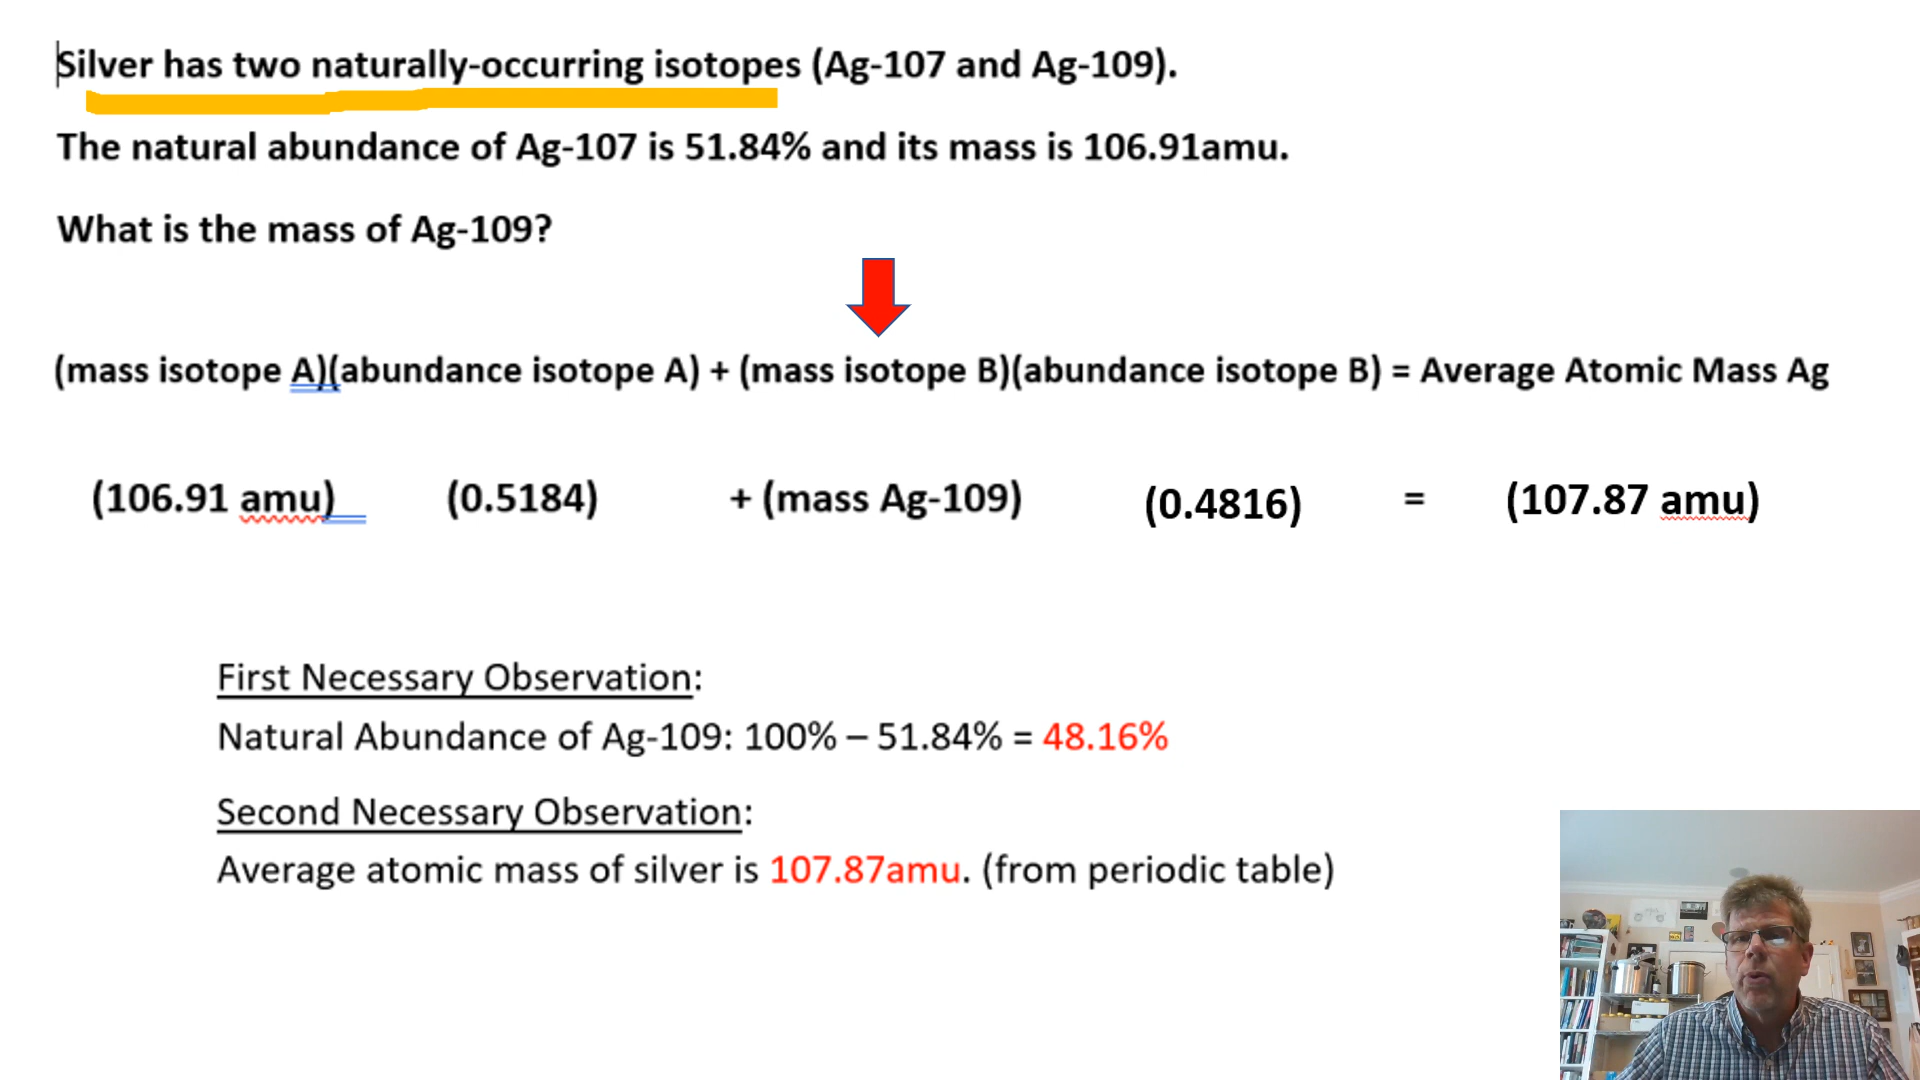 Silver has two naturally-occurring isotopes (Ag-107 and Ag-109).
The natural abundance of Ag-107 is 51.84% and its mass is 106.91amu.
What is the mass of Ag-109?
(mass isotope A)(abundance isotope A) + (mass isotope B)(abundance isotope B) = Average Atomic Mass Ag
(106.91 amu) (0.5184) + (mass Ag-109) (0.4816) = (107.87 amu)
First Necessary Observation:
Natural Abundance of Ag-109: 100% – 51.84% = 48.16%
Second Necessary Observation:
Average atomic mass of silver is 107.87amu. (from periodic table)